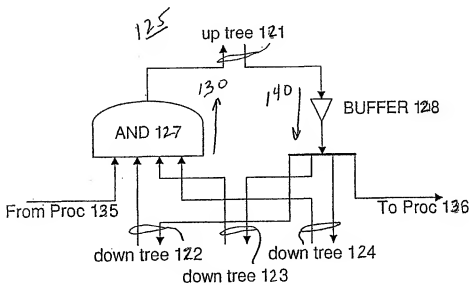 125
up tree 121
130
140
BUFFER 128
AND 127
From Proc 135
To Proc 136
down tree 122
down tree 124
down tree 123